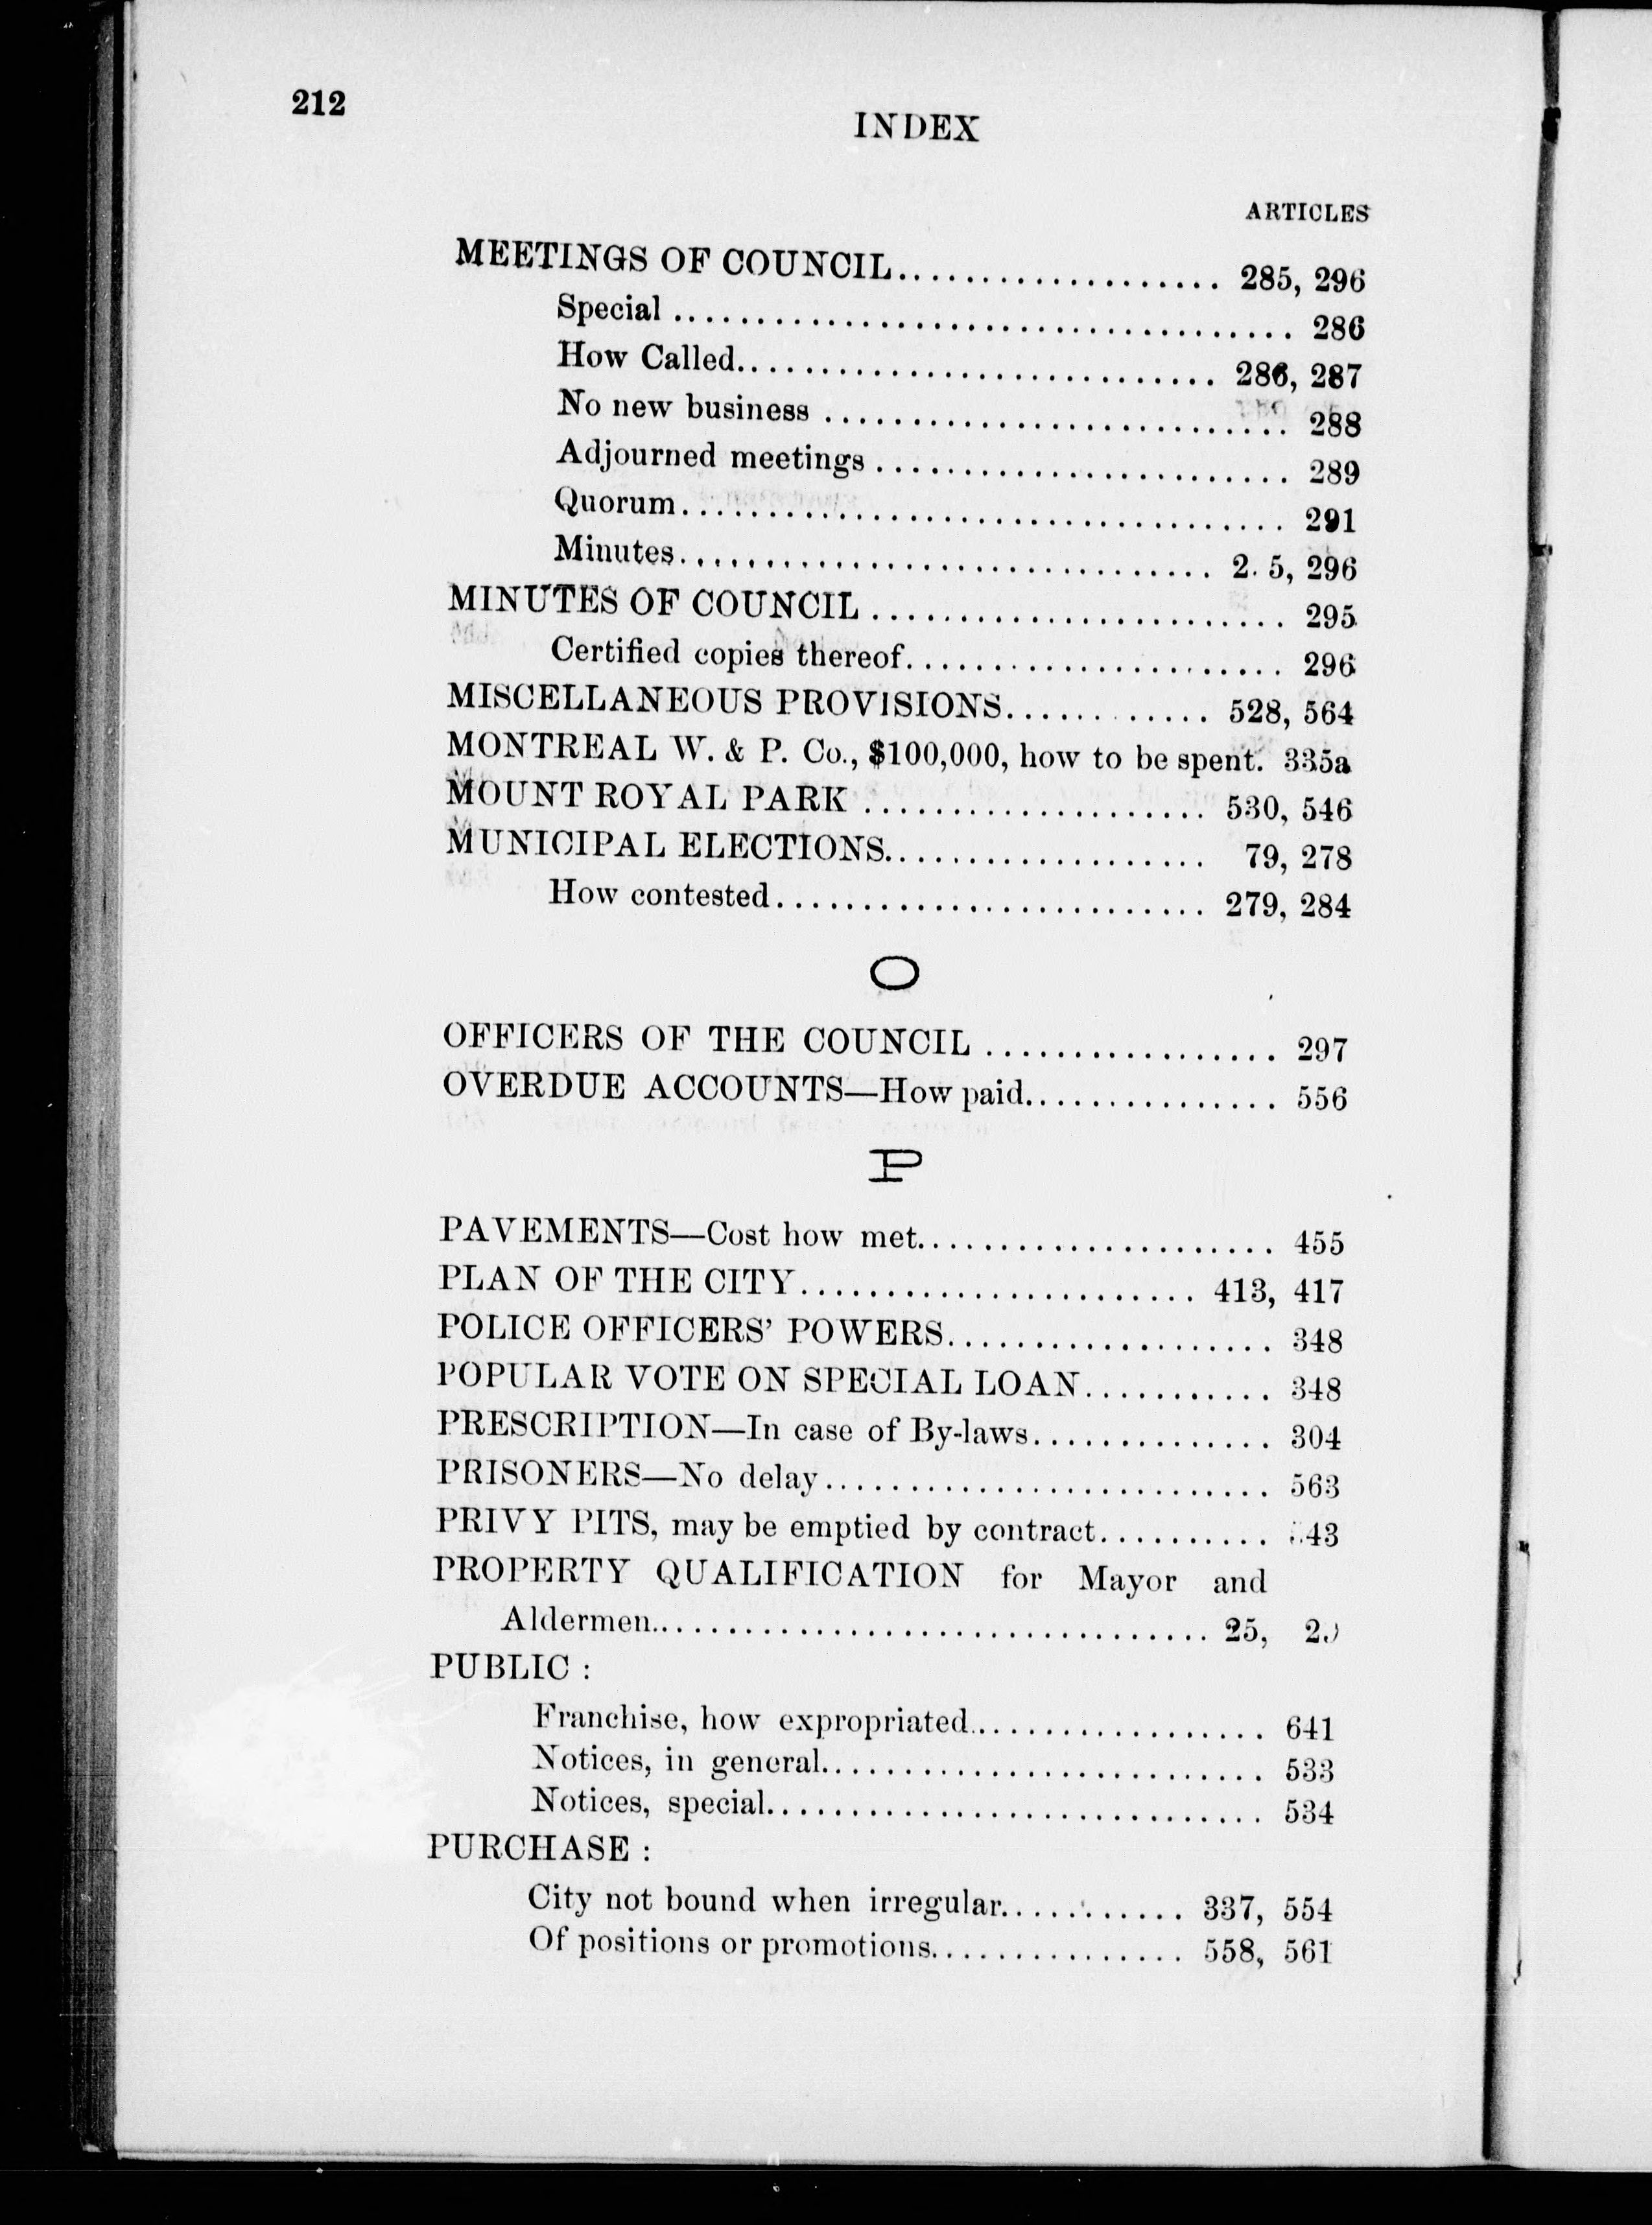 212
INDEX
ARTICLES
MEETINGS OF COUNCIL................... 285, 296
Special ..................................... 286
How Called............................ 286, 287
No new business ............................ 288
Adjourned meetings ......................... 289
Quorum.................................... 291
Minutes................................ 2. 5, 296
MINUTES OF COUNCIL ......................... 295
Certified copies thereof....................... 296
MISCELLANEOUS PROVISIONS............ 528, 564
MONTREAL W. & P. Co., $100,000, how to be spent. 335a
MOUNT ROYAL PARK .................... 530, 546
MUNICIPAL ELECTIONS................... 79, 278
How contested......................... 279, 284
O
OFFICERS OF THE COUNCIL ................. 297
OVERDUE ACCOUNTS—How paid............... 556
P
PAVEMENTS—Cost how met..................... 455
PLAN OF THE CITY....................... 413, 417
POLICE OFFICERS' POWERS................... 348
POPULAR VOTE ON SPECIAL LOAN........... 348
PRESCRIPTION—In case of By-laws.............. 304
PRISONERS—No delay.......................... 563
PRIVY PITS, may be emptied by contract..........
PROPERTY QUALIFICATION for Mayor and
Aldermen................................. 25,
PUBLIC :
Franchise, how expropriated.................. 641
Notices, in general.......................... 533
Notices, special............................. 534
PURCHASE :
City not bound when irregular........... 337, 554
Of positions or promotions............... 558, 561